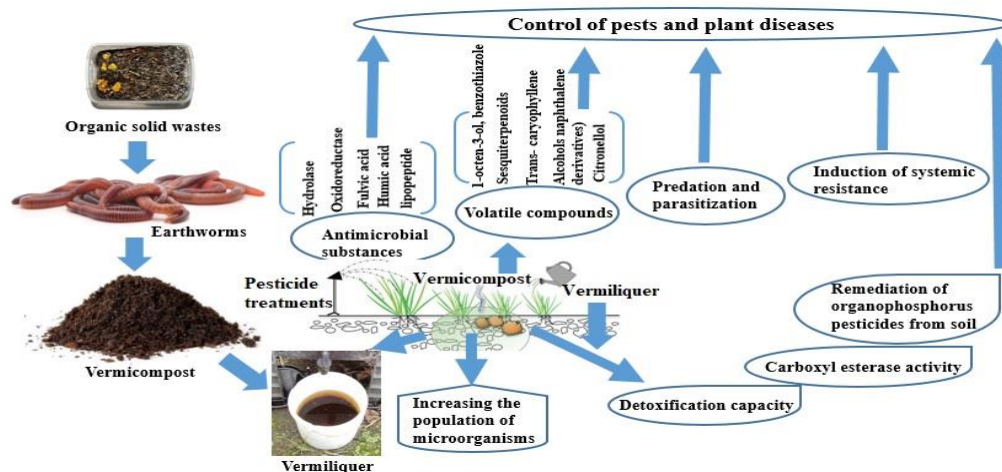 Control of pests and plant diseases
Organic solid wastes
Earthworms
Vermicompost
Vermiliquer
Hydrolase
Oxidoreductase
Fulvic acid
Humic acid
lipopeptide
Antimicrobial
substances
1-octen-3-ol, benzothiazole
Sesquiterpenoids
Trans- caryophyllene
Alcohols naphthalene
derivatives)
Citronellol
Volatile compounds
Predation and
parasitization
Induction of systemic
resistance
Pesticide
treatments
Vermicompost
Vermiliquer
Increasing the
population of
microorganisms
Detoxification capacity
Carboxyl esterase activity
Remediation of
organophosphorus
pesticides from soil